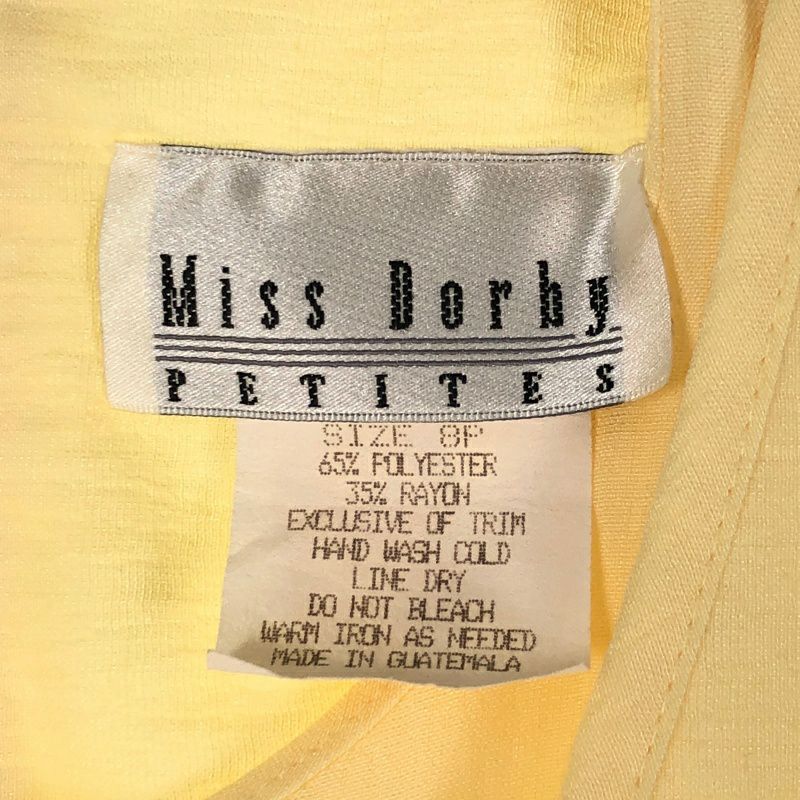 Miss Dorby
PETITES
SIZE 8P
65% POLYESTER
35% RAYON
EXCLUSIVE OF TRIM
HAND WASH COLD
LINE DRY
DO NOT BLEACH
WARM IRON AS NEEDED
MADE IN GUATEMALA